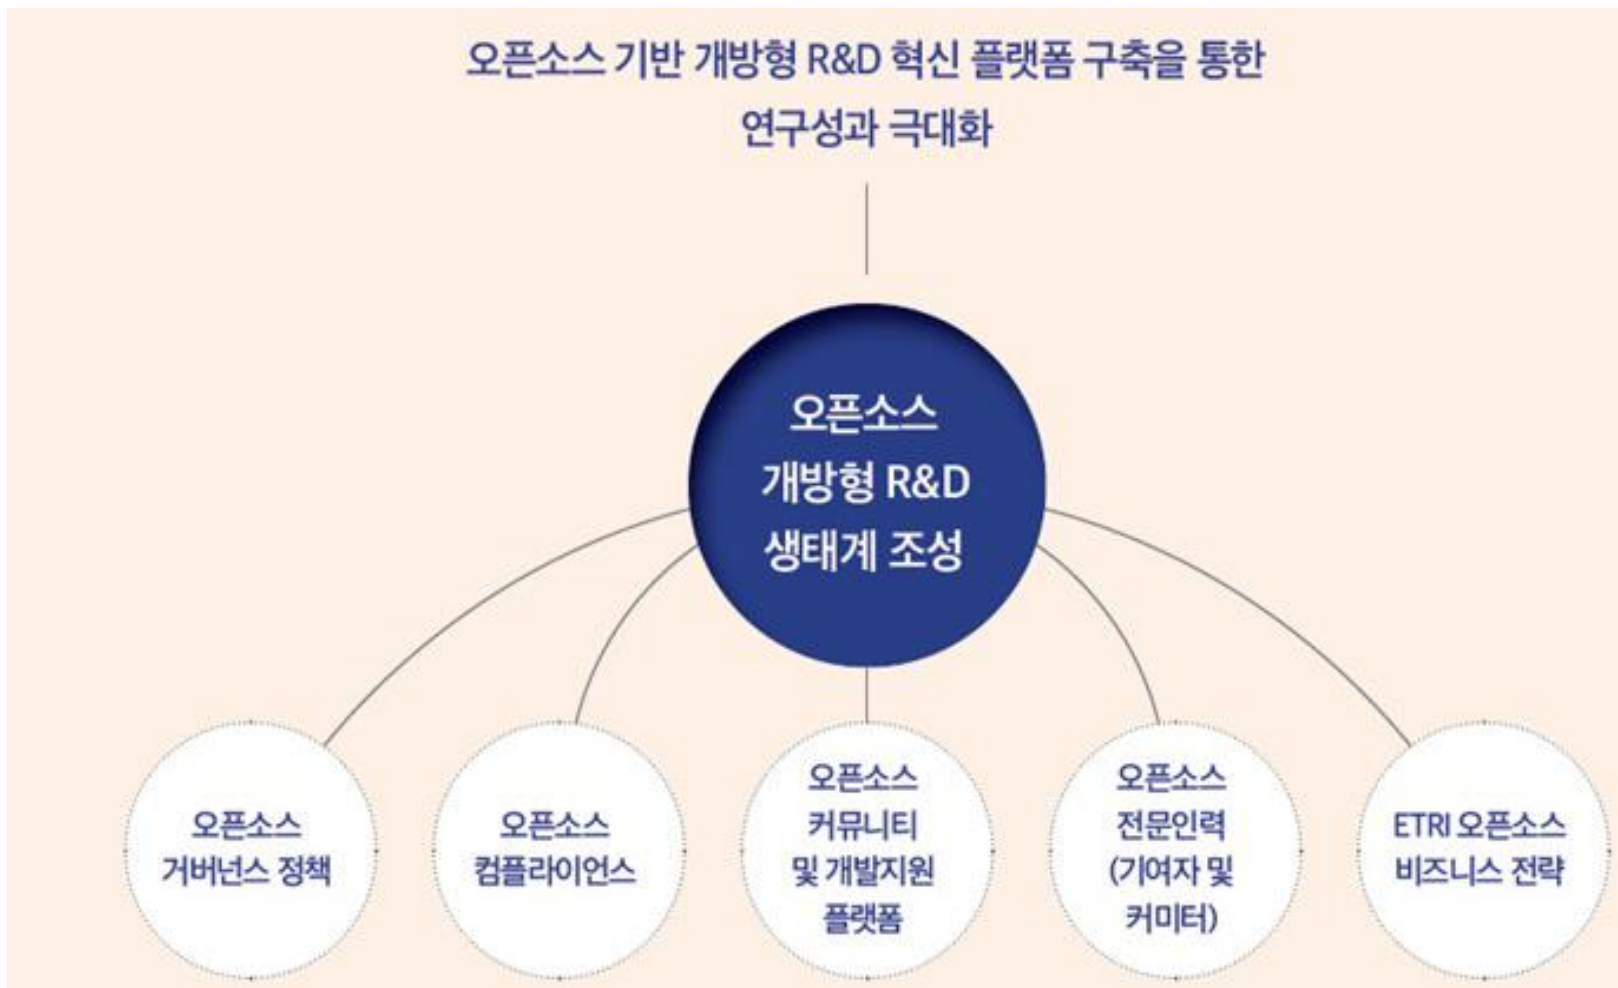 오픈소스 기반 개방형 R&D 혁신 플랫폼 구축을 통한
연구성과 극대화
오픈소스
개방형 R&D
생태계 조성
오픈소스
거버넌스 정책
오픈소스
컴플라이언스
오픈소스
커뮤니티
및 개발지원
플랫폼
오픈소스
전문인력
(기여자 및
커미터)
ETRI 오픈소스
비즈니스 전략